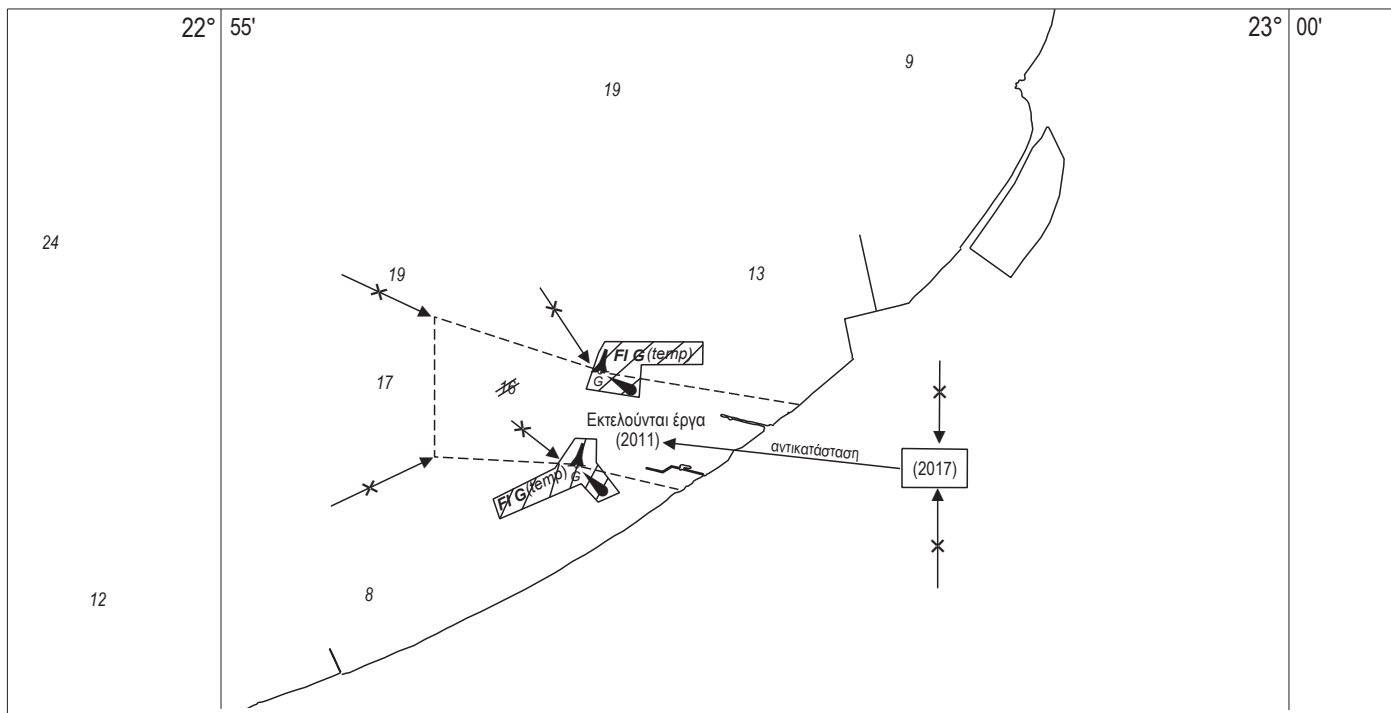 22° 55'
23° 00'
9
19
24
19
13
Fl G (temp)
G
17
16
Εκτελούνται έργα
(2011)
αντικατάσταση
(2017)
G
Fl G (temp)
12
8